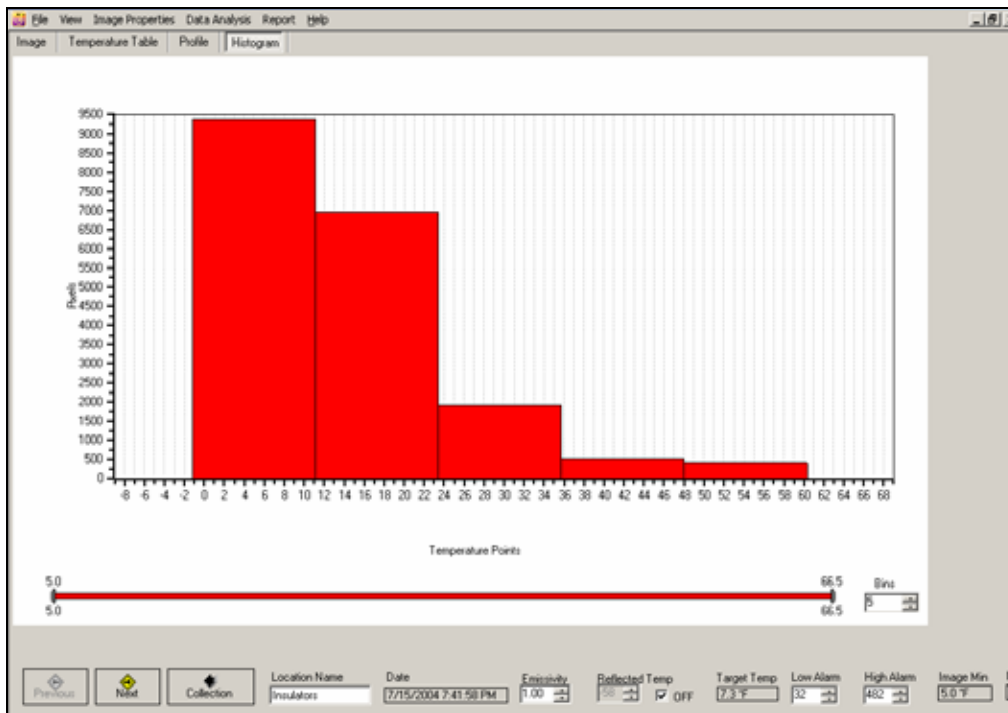 File View Image Properties Data Analysis Report Help
Image Temperature Table Profile Histogram
9500
9000
8500
8000
7500
7000
6500
6000
5500
5000
4500
4000
3500
3000
2500
2000
1500
1000
500
0
Pixels
-8 -6 -4 -2 0 2 4 6 8 10 12 14 16 18 20 22 24 26 28 30 32 34 36 38 40 42 44 46 48 50 52 54 56 58 60 62 64 66 68
Temperature Points
5.0 66.5
5.0 66.5
Bins
5
Previous Next Collection
Location Name Date Emissivity Reflected Temp Target Temp Low Alarm High Alarm Image Min
Insulators 7/15/2004 7:41:58 PM 1.00 OFF 7.3 °F 32 482 5.0 °F